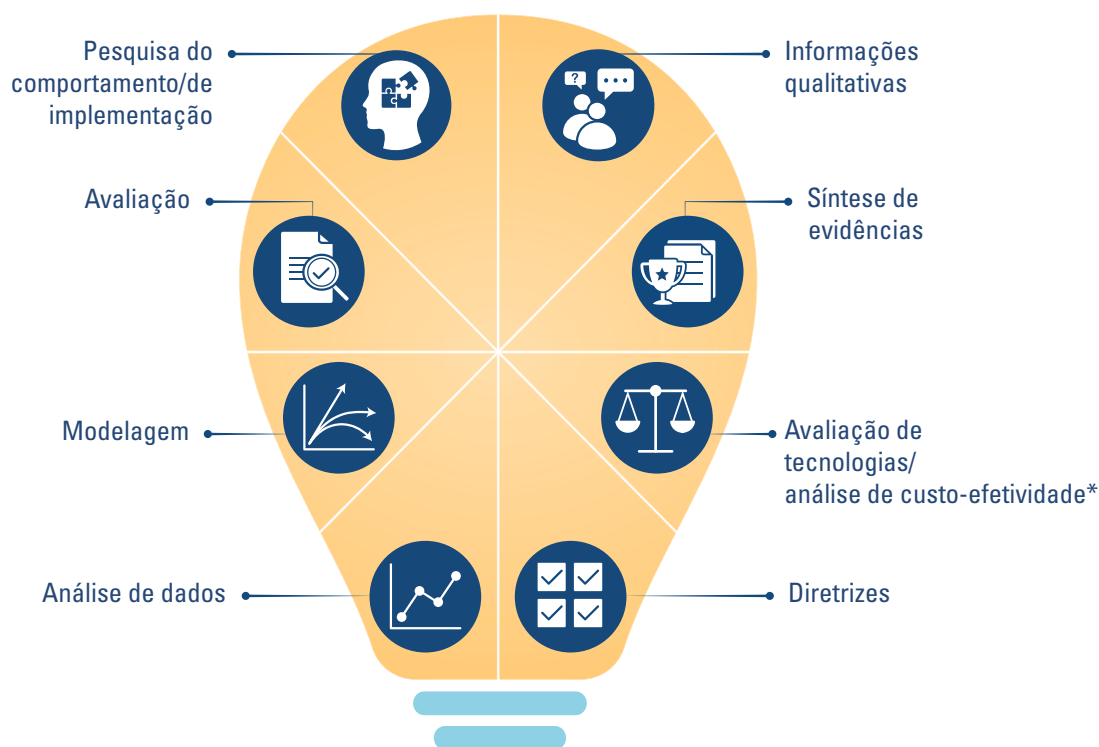 Pesquisa do
comportamento/de
implementação
Informações
qualitativas
?
Avaliação
Síntese de
evidências
Modelagem
Avaliação de
tecnologias/
análise de custo-efetividade*
Análise de dados
Diretrizes